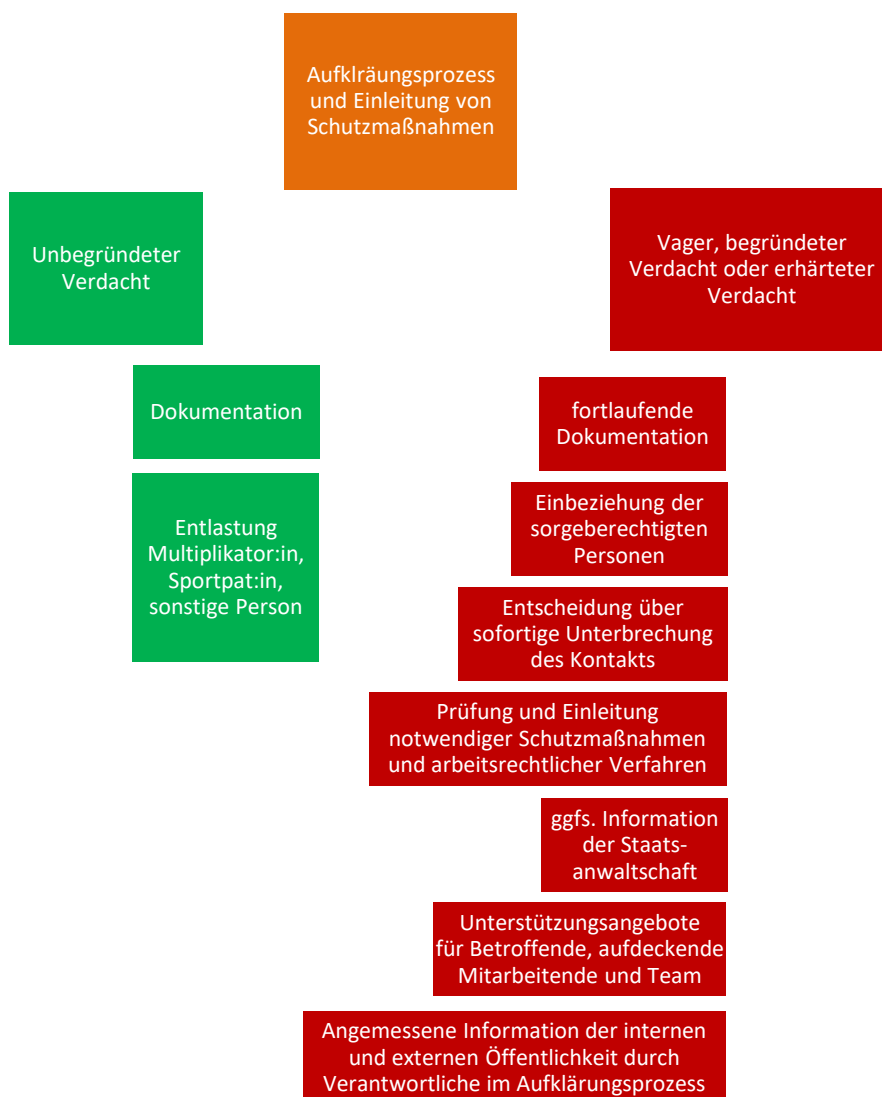 Aufklräungsprozess
und Einleitung von
Schutzmaßnahmen
Unbegründeter
Verdacht
Dokumentation
Entlastung
Multiplikator:in,
Sportpat:in,
sonstige Person
Vager, begründeter
Verdacht oder erhärteter
Verdacht
fortlaufende
Dokumentation
Einbeziehung der
sorgeberechtigten
Personen
Entscheidung über
sofortige Unterbrechung
des Kontakts
Prüfung und Einleitung
notwendiger Schutzmaßnahmen
und arbeitsrechtlicher Verfahren
ggfs. Information
der Staats-
anwaltschaft
Unterstützungsangebote
für Betroffende, aufdeckende
Mitarbeitende und Team
Angemessene Information der internen
und externen Öffentlichkeit durch
Verantwortliche im Aufklärungsprozess